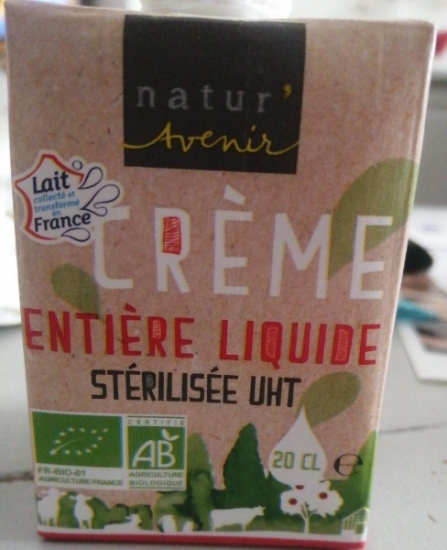 natur'
Avenir
Lait
collecté et
transformé
en
France
CRÈME
ENTIÈRE LIQUIDE
STÉRILISÉE UHT
CERTIFIÉ
AB
FR-BIO-01
AGRICULTURE FRANCE
AGRICULTURE
BIOLOGIQUE
20 CL e